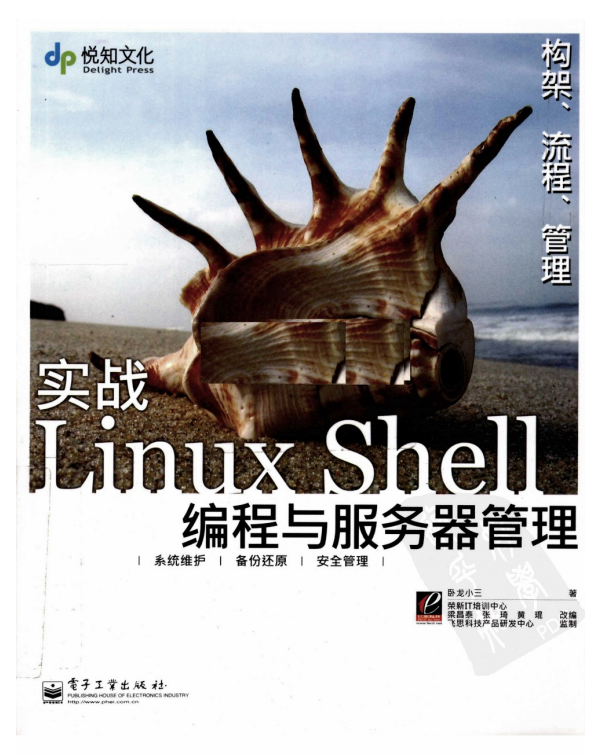 悦知文化
Delight Press
构架、流程、管理
实战
Linux Shell
编程与服务器管理
| 系统维护 | 备份还原 | 安全管理 |
卧龙小三 著
荣新IT培训中心
梁昌泰 张琦 黄琨 改编
飞思科技产品研发中心 监制
電子工業出版社
PUBLISHING HOUSE OF ELECTRONICS INDUSTRY
http://www.phei.com.cn
PDG